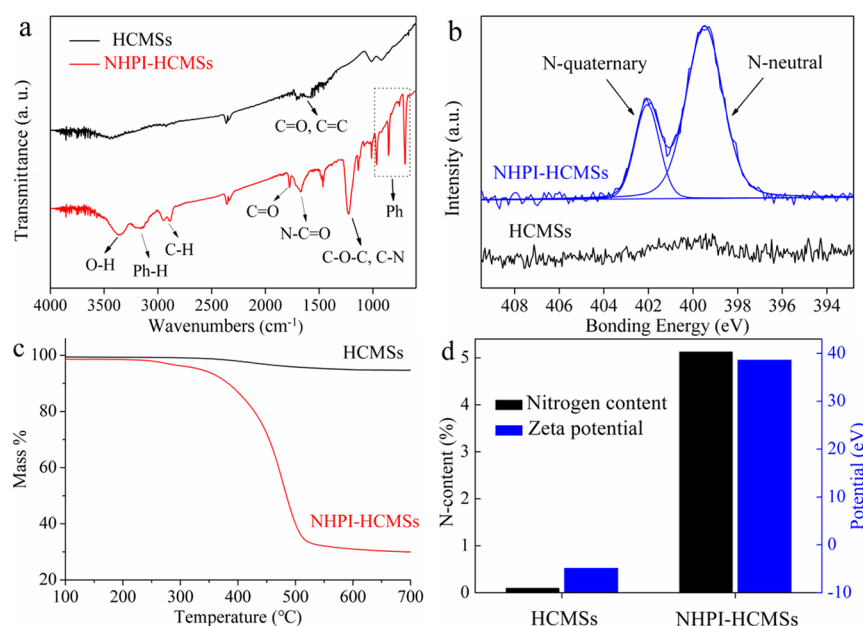 a
HCMSs
NHPI-HCMSs
Transmittance (a. u.)
C=O, C=C
C=O
N-C=O
Ph
O-H
Ph-H
C-H
C-O-C, C-N
4000 3500 3000 2500 2000 1500 1000
Wavenumbers (cm⁻¹)
b
N-quaternary
N-neutral
Intensity (a.u.)
NHPI-HCMSs
HCMSs
408 406 404 402 400 398 396 394
Bonding Energy (eV)
c
HCMSs
Mass %
100
80
60
40
20
NHPI-HCMSs
100 200 300 400 500 600 700
Temperature (℃)
d
Nitrogen content
Zeta potential
N-content (%)
5
4
3
2
1
0
Potential (eV)
40
30
20
10
0
-10
HCMSs NHPI-HCMSs